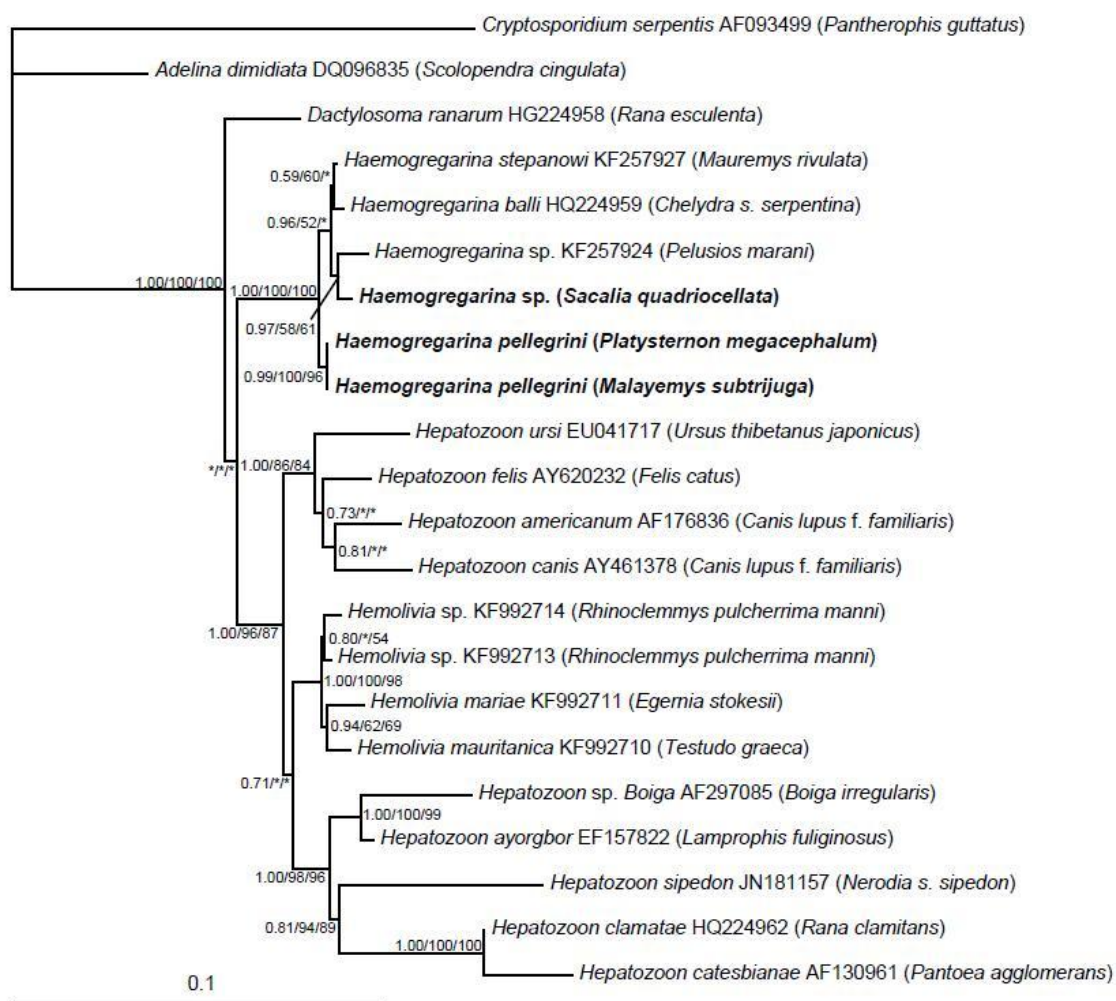 Cryptosporidium serpentis AF093499 (Pantherophis guttatus)
Adelina dimidiata DQ096835 (Scolopendra cingulata)
Dactylosoma ranarum HG224958 (Rana esculenta)
Haemogregarina stepanowi KF257927 (Mauremys rivulata)
0.59/60/*
Haemogregarina balli HQ224959 (Chelydra s. serpentina)
0.96/52/*
Haemogregarina sp. KF257924 (Pelusios marani)
1.00/100/100
1.00/100/100
Haemogregarina sp. (Sacalia quadriocellata)
0.97/58/61
Haemogregarina pellegrini (Platysternon megacephalum)
0.99/100/96
Haemogregarina pellegrini (Malayemys subtrijuga)
Hepatozoon ursi EU041717 (Ursus thibetanus japonicus)
*/*/*
1.00/86/84
Hepatozoon felis AY620232 (Felis catus)
0.73/*/*
Hepatozoon americanum AF176836 (Canis lupus f. familiaris)
0.81/*/*
Hepatozoon canis AY461378 (Canis lupus f. familiaris)
Hemolivia sp. KF992714 (Rhinoclemmys pulcherrima manni)
1.00/96/87
0.80/*/54
Hemolivia sp. KF992713 (Rhinoclemmys pulcherrima manni)
1.00/100/98
Hemolivia mariae KF992711 (Egernia stokesii)
0.94/62/69
Hemolivia mauritanica KF992710 (Testudo graeca)
0.71/*/*
Hepatozoon sp. Boiga AF297085 (Boiga irregularis)
1.00/100/99
Hepatozoon ayorgbor EF157822 (Lamprophis fuliginosus)
1.00/98/96
Hepatozoon sipedon JN181157 (Nerodia s. sipedon)
0.81/94/89
Hepatozoon clamatae HQ224962 (Rana clamitans)
1.00/100/100
Hepatozoon catesbianae AF130961 (Pantoea agglomerans)
0.1